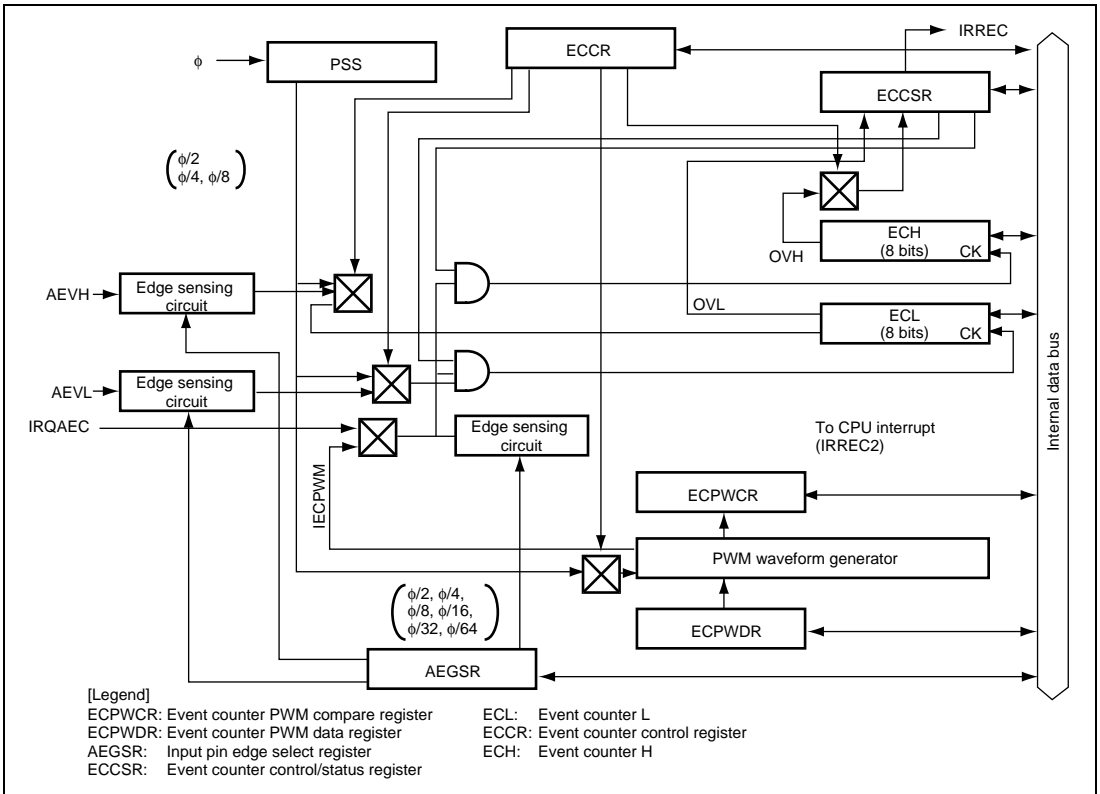 IRREC
ECCR
φ
PSS
ECCSR
φ/2
φ/4, φ/8
ECH
(8 bits)
CK
OVH
AEVH
Edge sensing
circuit
OVL
ECL
(8 bits)
CK
AEVL
Edge sensing
circuit
IRQAEC
Edge sensing
circuit
To CPU interrupt
(IRREC2)
Internal data bus
IECPWM
ECPWCR
PWM waveform generator
φ/2, φ/4,
φ/8, φ/16,
φ/32, φ/64
ECPWDR
AEGSR
[Legend]
ECPWCR: Event counter PWM compare register
ECPWDR: Event counter PWM data register
AEGSR: Input pin edge select register
ECCSR: Event counter control/status register
ECL: Event counter L
ECCR: Event counter control register
ECH: Event counter H